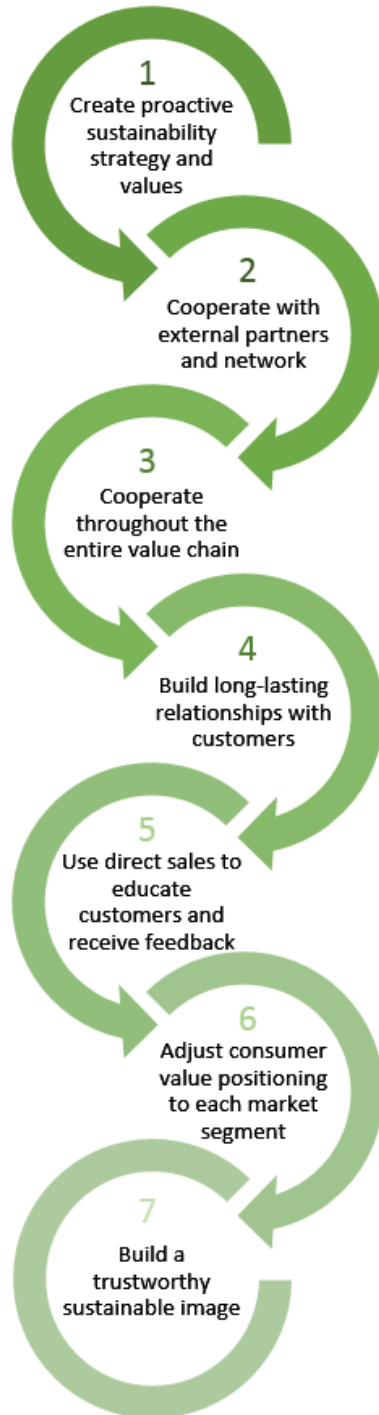 1
Create proactive
sustainability
strategy and
values
2
Cooperate with
external partners
and network
3
Cooperate
throughout the
entire value chain
4
Build long-lasting
relationships with
customers
5
Use direct sales to
educate
customers and
receive feedback
6
Adjust consumer
value positioning
to each market
segment
7
Build a
trustworthy
sustainable image